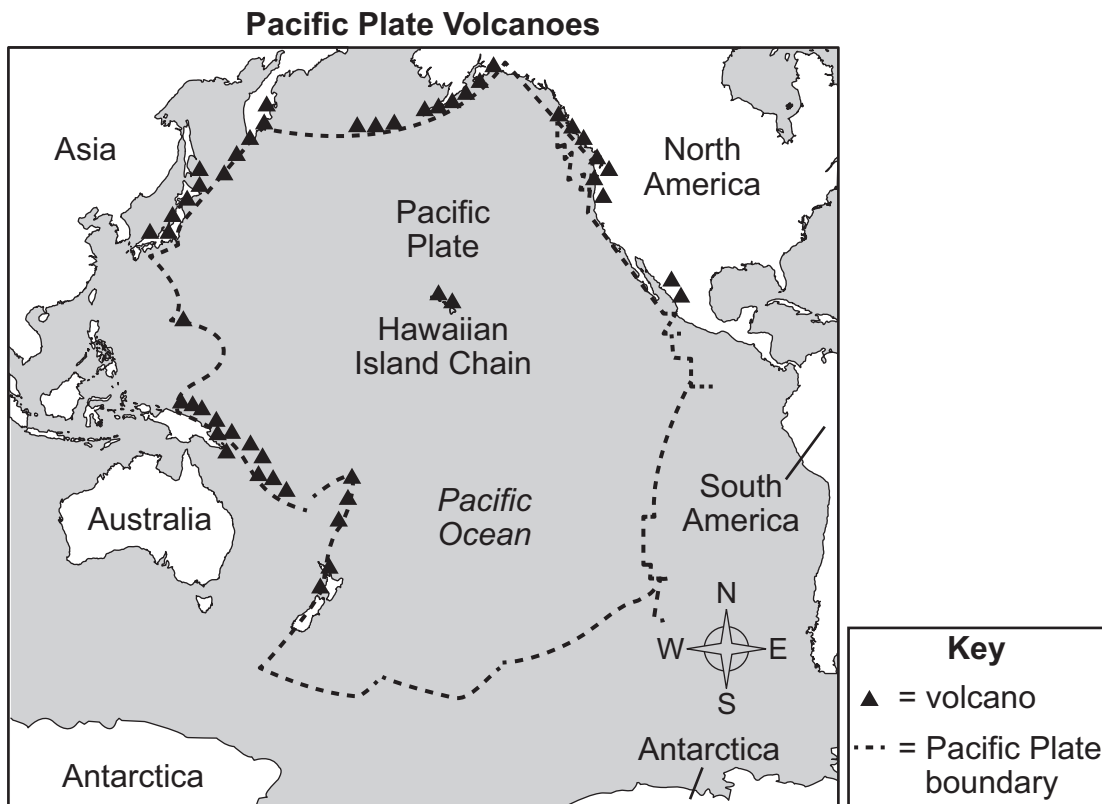 Pacific Plate Volcanoes
Asia
North
America
Pacific
Plate
Hawaiian
Island Chain
Australia
Pacific
Ocean
South
America
N
W
E
S
Antarctica
Antarctica
Key
= volcano
= Pacific Plate
boundary